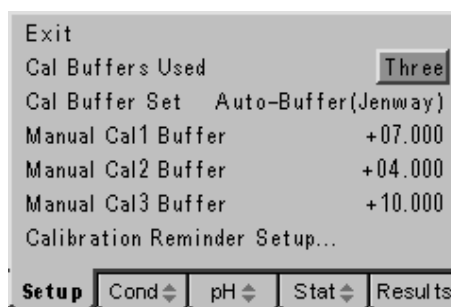 Exit
Cal Buffers Used Three
Cal Buffer Set Auto-Buffer(Jenway)
Manual Cal1 Buffer +07.000
Manual Cal2 Buffer +04.000
Manual Cal3 Buffer +10.000
Calibration Reminder Setup...
Setup Cond pH Stat Results